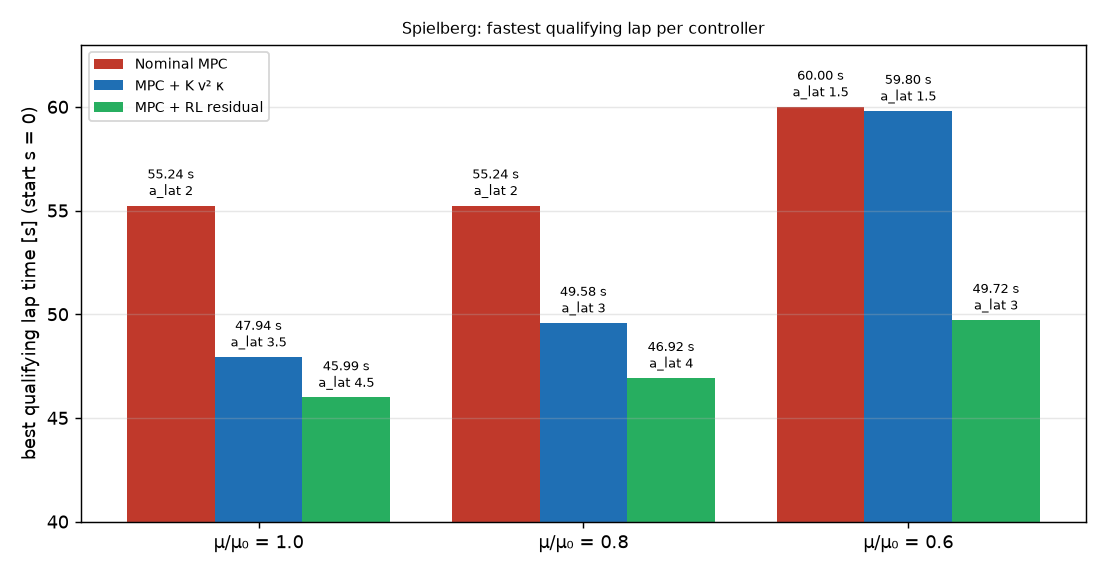 Spielberg: fastest qualifying lap per controller
best qualifying lap time [s] (start s = 0)
60
55
50
45
40
Nominal MPC
MPC + K v² κ
MPC + RL residual
55.24 s
a_lat 2
47.94 s
a_lat 3.5
45.99 s
a_lat 4.5
55.24 s
a_lat 2
49.58 s
a_lat 3
46.92 s
a_lat 4
60.00 s
a_lat 1.5
59.80 s
a_lat 1.5
49.72 s
a_lat 3
μ/μ₀ = 1.0
μ/μ₀ = 0.8
μ/μ₀ = 0.6